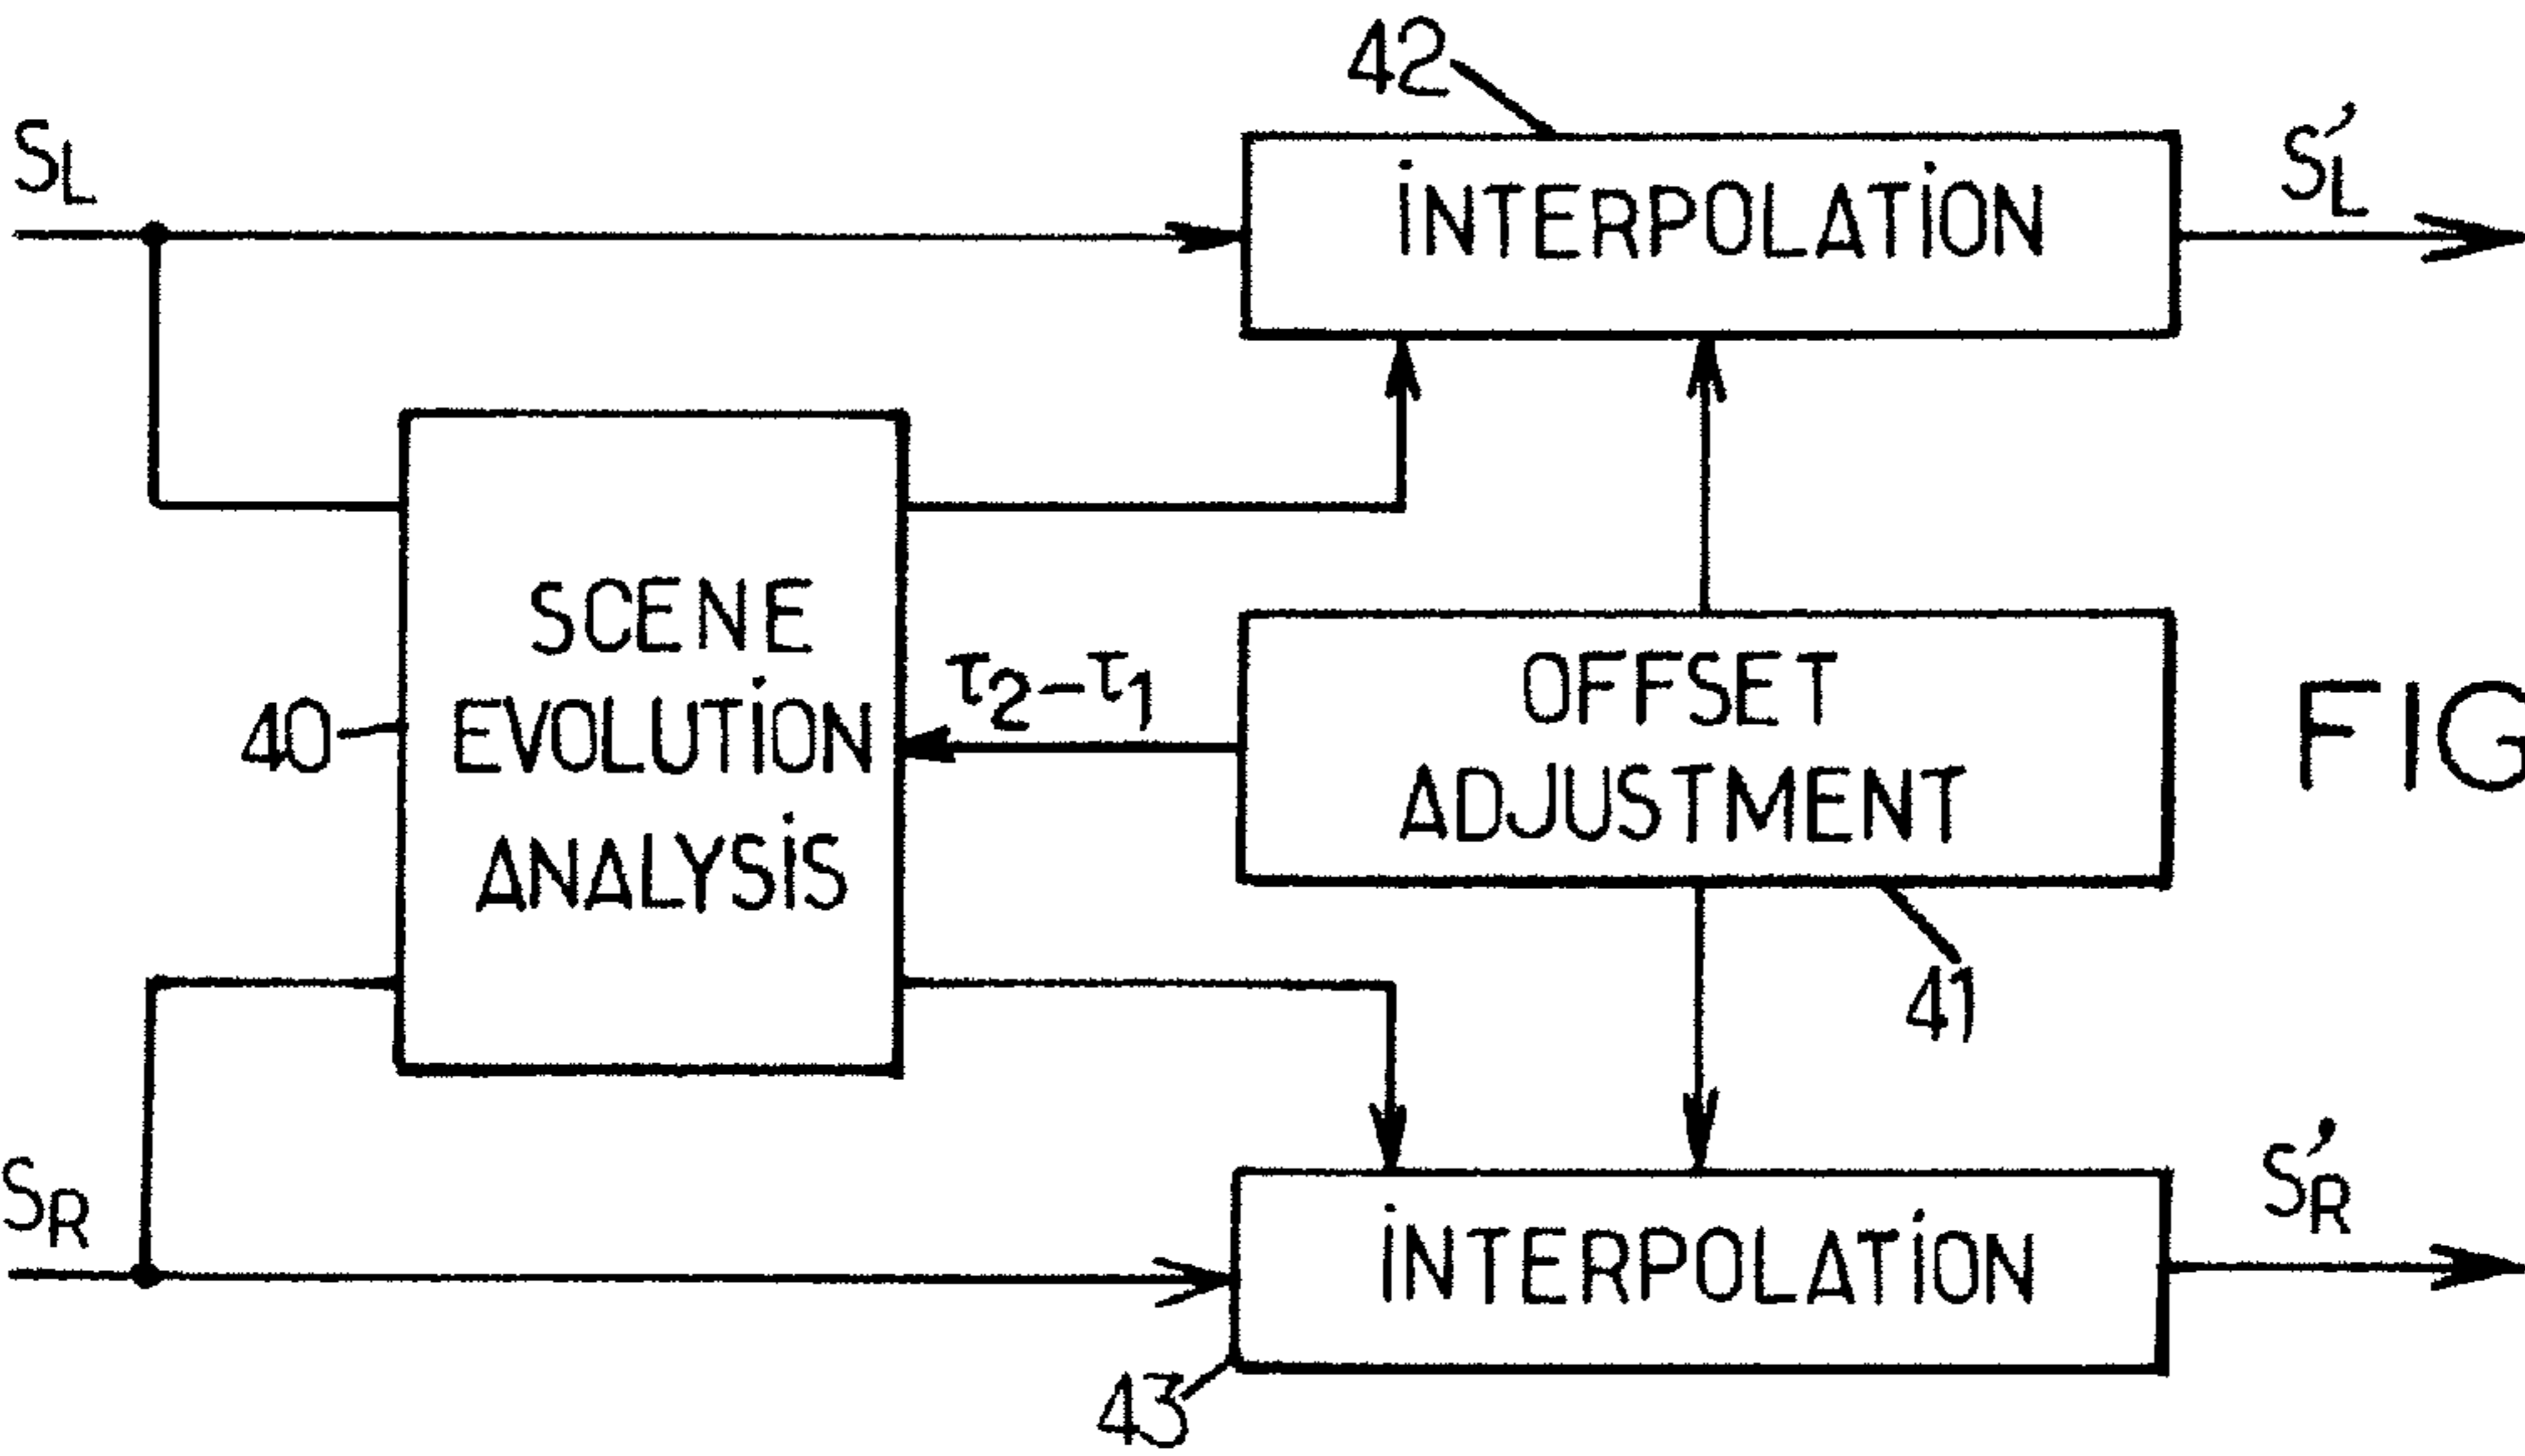 42
SL
INTERPOLATION
S'L
SCENE
EVOLUTION
ANALYSIS
40
τ2-τ1
OFFSET
ADJUSTMENT
FIG
41
SR
INTERPOLATION
S'R
43